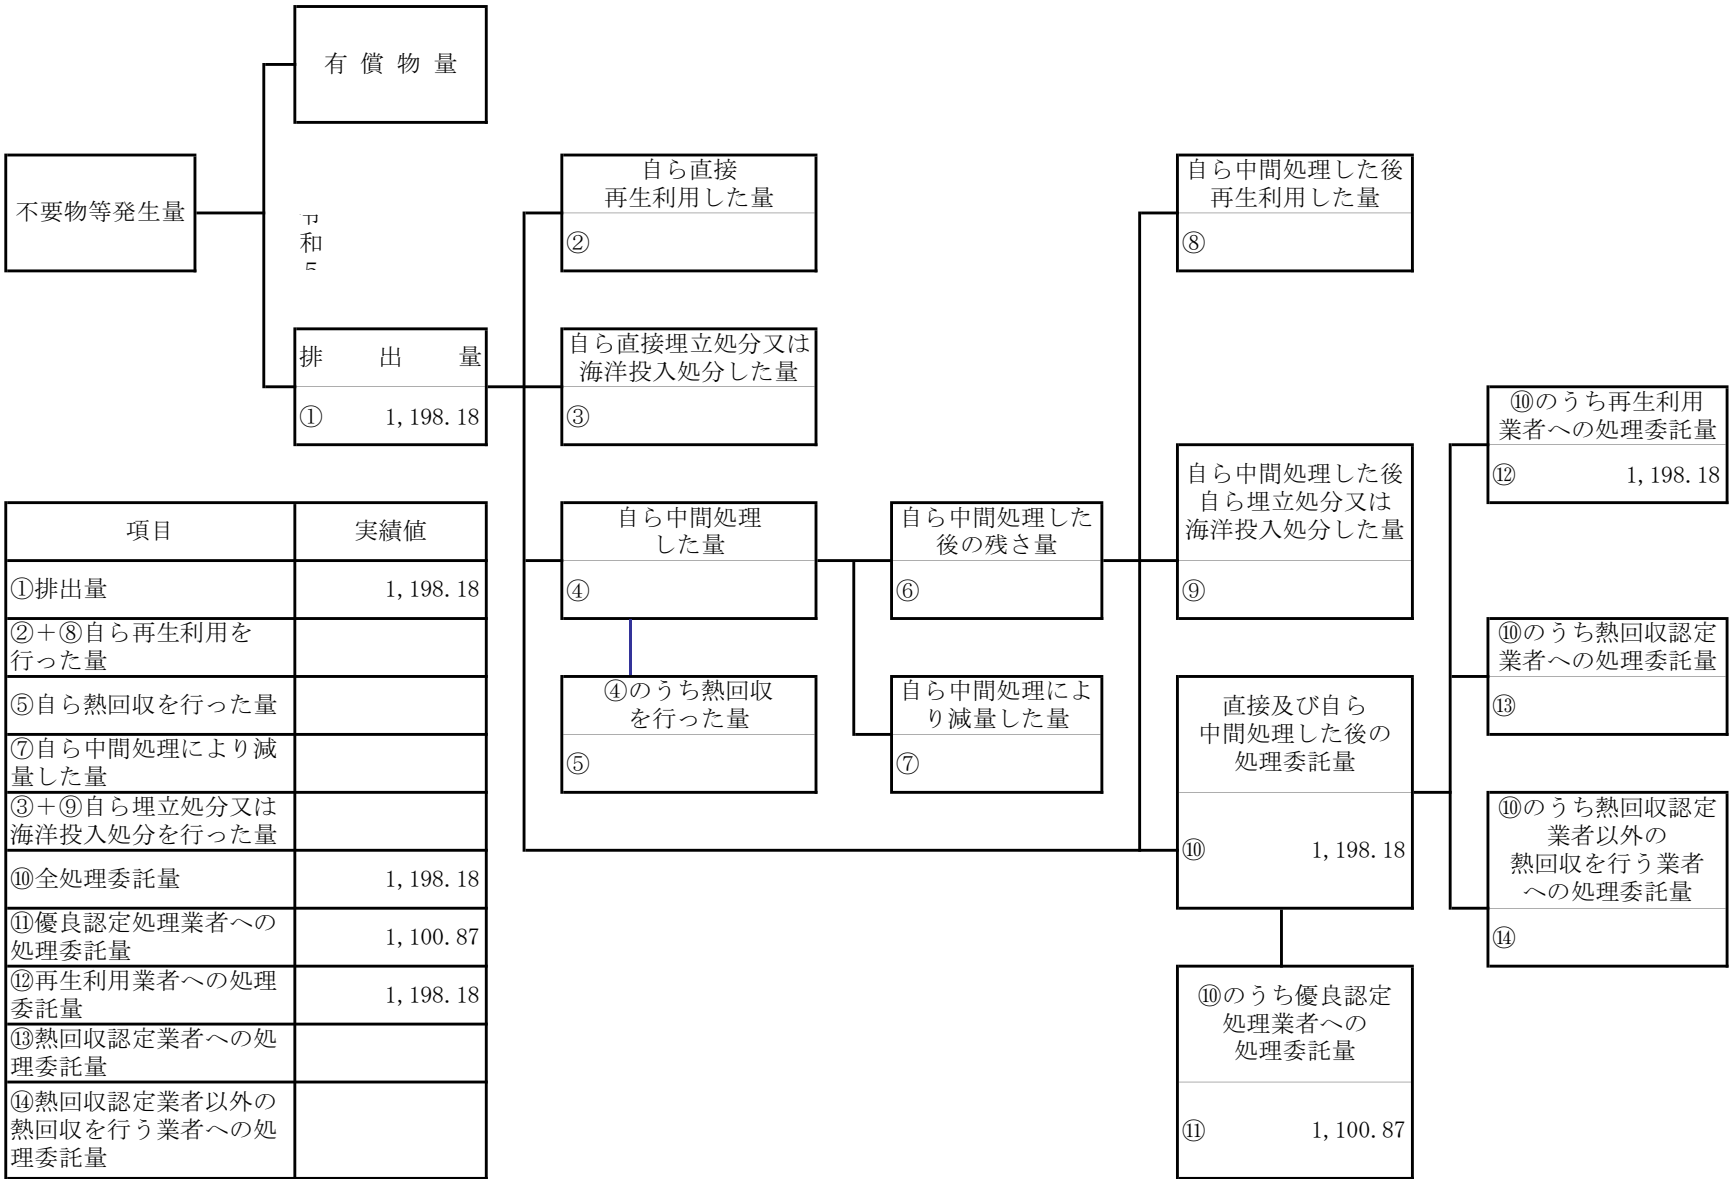 有償物量
不要物等発生量
和
排出量
① 1,198.18
自ら直接
再生利用した量
②
自ら直接埋立処分又は
海洋投入処分した量
③
自ら中間処理
した量
④
④のうち熱回収
を行った量
⑤
自ら中間処理した
後の残さ量
⑥
自ら中間処理によ
り減量した量
⑦
自ら中間処理した後
再生利用した量
⑧
自ら中間処理した後
自ら埋立処分又は
海洋投入処分した量
⑨
直接及び自ら
中間処理した後の
処理委託量
⑩ 1,198.18
⑩のうち優良認定
処理業者への
処理委託量
⑪ 1,100.87
⑩のうち再生利用
業者への処理委託量
⑫ 1,198.18
⑩のうち熱回収認定
業者への処理委託量
⑬
⑩のうち熱回収認定
業者以外の
熱回収を行う業者
への処理委託量
⑭
項目 実績値
①排出量 1,198.18
②+⑧自ら再生利用を
行った量
⑤自ら熱回収を行った量
⑦自ら中間処理により減
量した量
③+⑨自ら埋立処分又は
海洋投入処分を行った量
⑩全処理委託量 1,198.18
⑪優良認定処理業者への
処理委託量 1,100.87
⑫再生利用業者への処理
委託量 1,198.18
⑬熱回収認定業者への処
理委託量
⑭熱回収認定業者以外の
熱回収を行う業者への処
理委託量